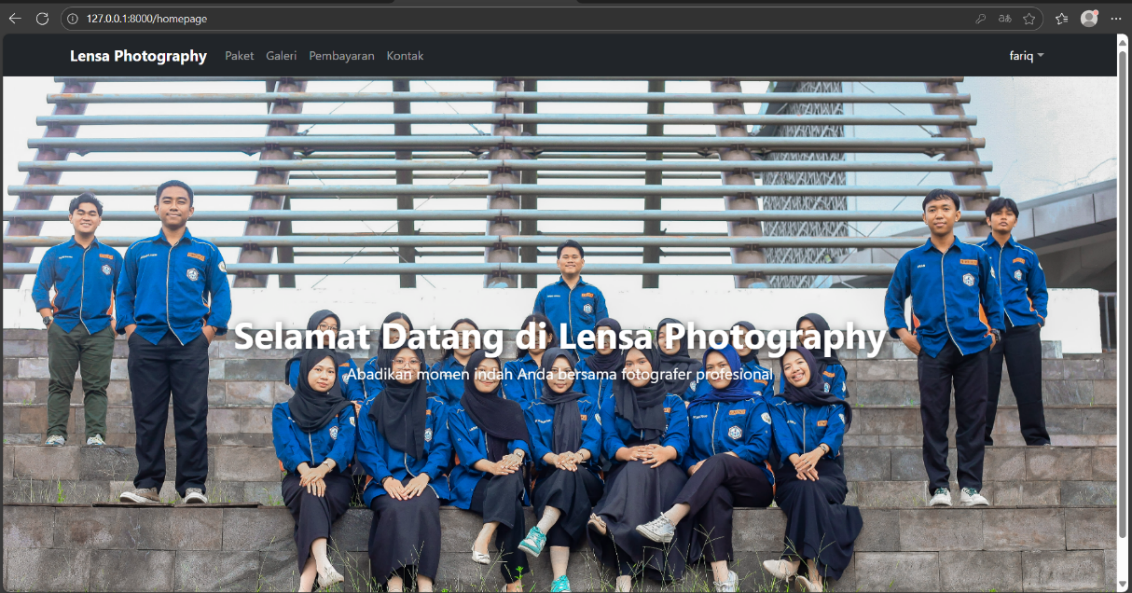 127.0.0.1:8000/homepage
Lensa Photography Paket Galeri Pembayaran Kontak fariq
Selamat Datang di Lensa Photography
Abadikan momen indah Anda bersama fotografer profesional